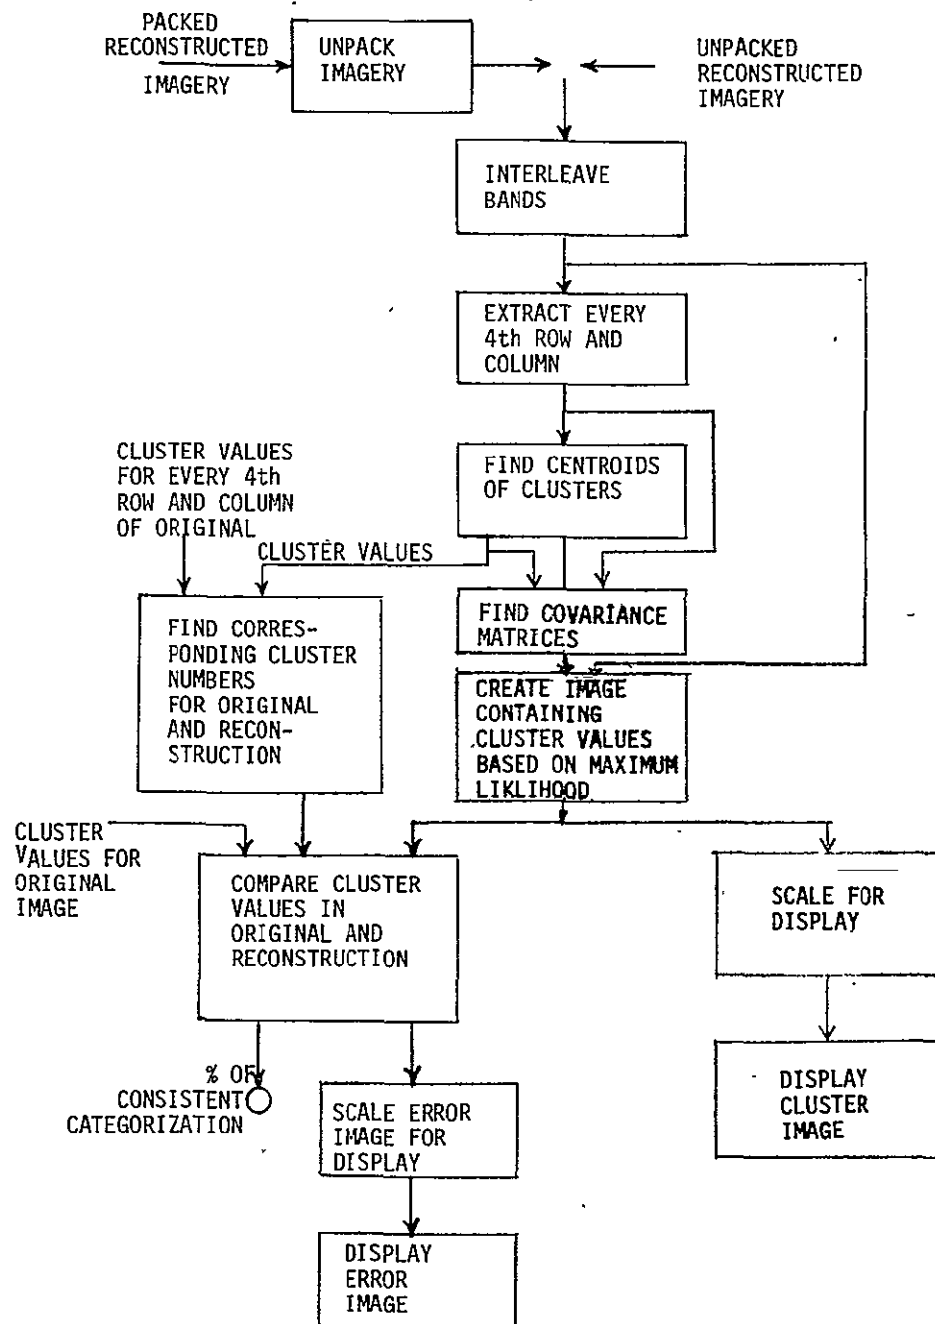 PACKED
RECONSTRUCTED
IMAGERY
UNPACK
IMAGERY
UNPACKED
RECONSTRUCTED
IMAGERY
INTERLEAVE
BANDS
EXTRACT EVERY
4th ROW AND
COLUMN
CLUSTER VALUES
FOR EVERY 4th
ROW AND COLUMN
OF ORIGINAL
FIND CENTROIDS
OF CLUSTERS
CLUSTER VALUES
FIND CORRES-
PONDING CLUSTER
NUMBERS
FOR ORIGINAL
AND RECON-
STRUCTION
FIND COVARIANCE
MATRICES
CREATE IMAGE
CONTAINING
CLUSTER VALUES
BASED ON MAXIMUM
LIKLIHOOD
CLUSTER
VALUES FOR
ORIGINAL
IMAGE
COMPARE CLUSTER
VALUES IN
ORIGINAL AND
RECONSTRUCTION
SCALE FOR
DISPLAY
% OF
CONSISTENT
CATEGORIZATION
SCALE ERROR
IMAGE FOR
DISPLAY
DISPLAY
CLUSTER
IMAGE
DISPLAY
ERROR
IMAGE